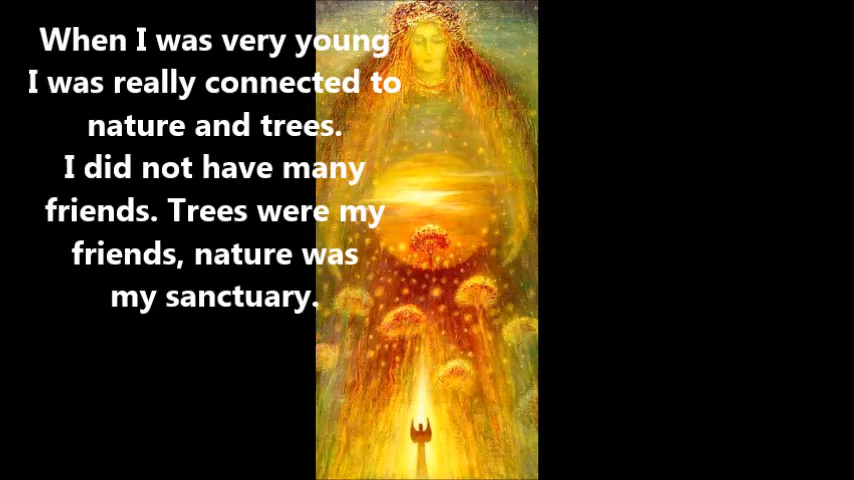 When I was very young
I was really connected to
nature and trees.
I did not have many
friends. Trees were my
friends, nature was
my sanctuary.